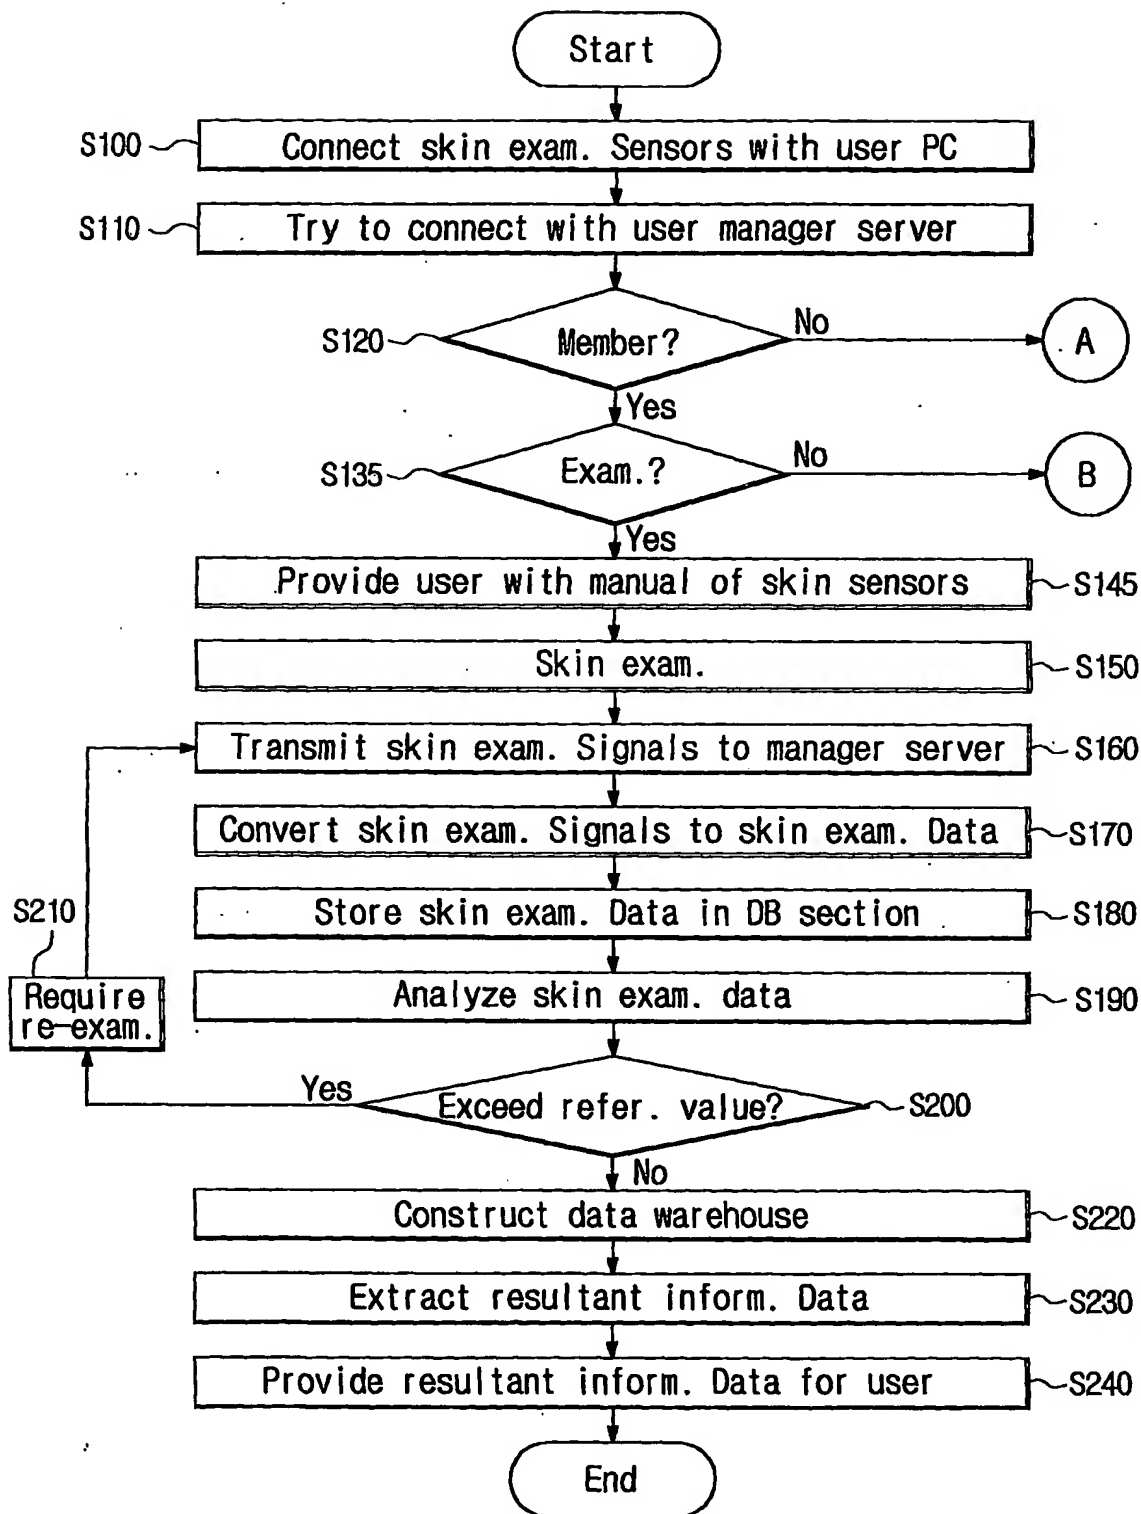 Start
S100
Connect skin exam. Sensors with user PC
S110
Try to connect with user manager server
S120
Member?
No
A
Yes
S135
Exam.?
No
B
Yes
Provide user with manual of skin sensors
S145
Skin exam.
S150
Transmit skin exam. Signals to manager server
S160
Convert skin exam. Signals to skin exam. Data
S170
S210
Store skin exam. Data in DB section
S180
Require
re-exam.
Analyze skin exam. data
S190
Yes
Exceed refer. value?
S200
No
Construct data warehouse
S220
Extract resultant inform. Data
S230
Provide resultant inform. Data for user
S240
End